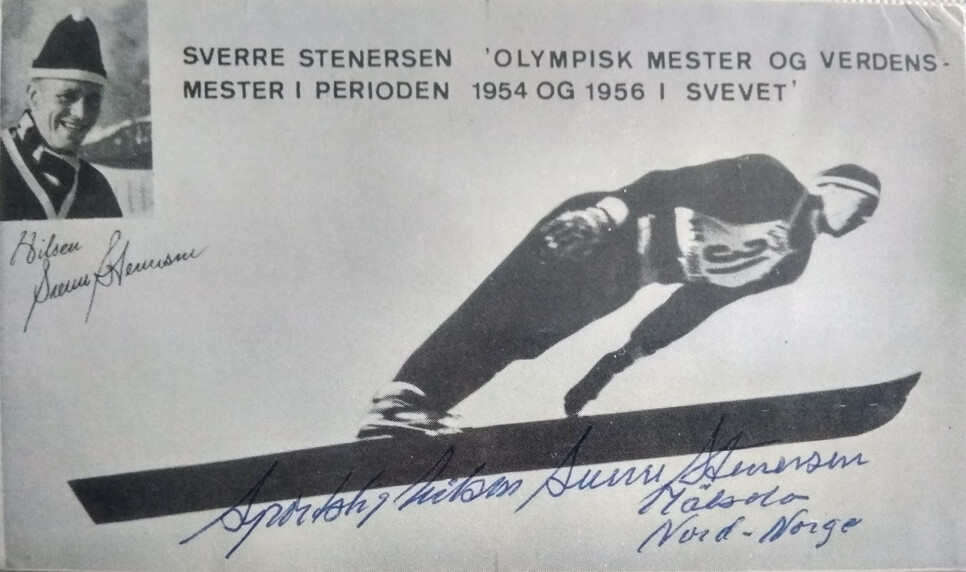 SVERRE STENERSEN 'OLYMPISK MESTER OG VERDENS-
MESTER I PERIODEN 1954 OG 1956 I SVEVET'
Hilsen
Sverre Stenersen
Sportslig hilsen Sverre Stenersen
Målselv
Nord-Norge